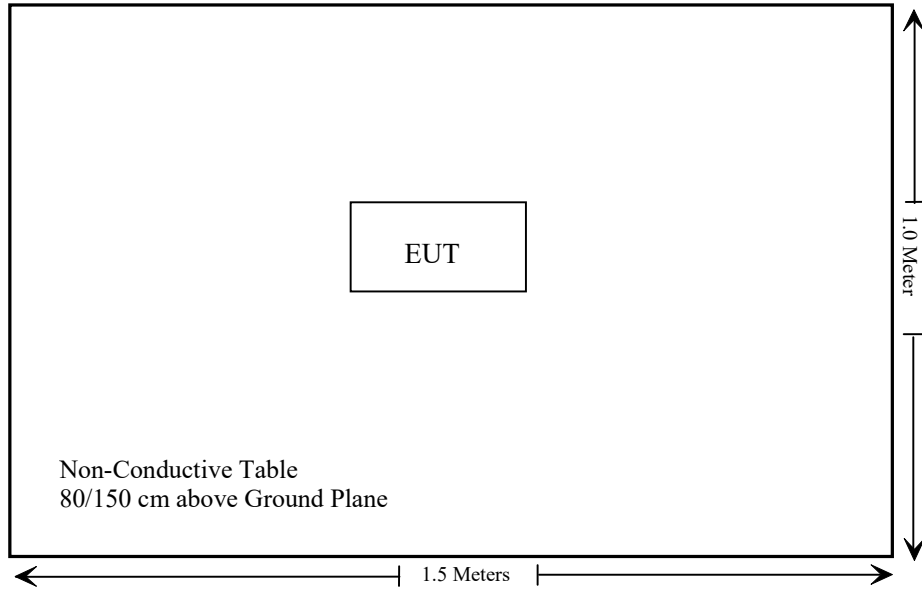 EUT
1.0 Meter
Non-Conductive Table
80/150 cm above Ground Plane
1.5 Meters